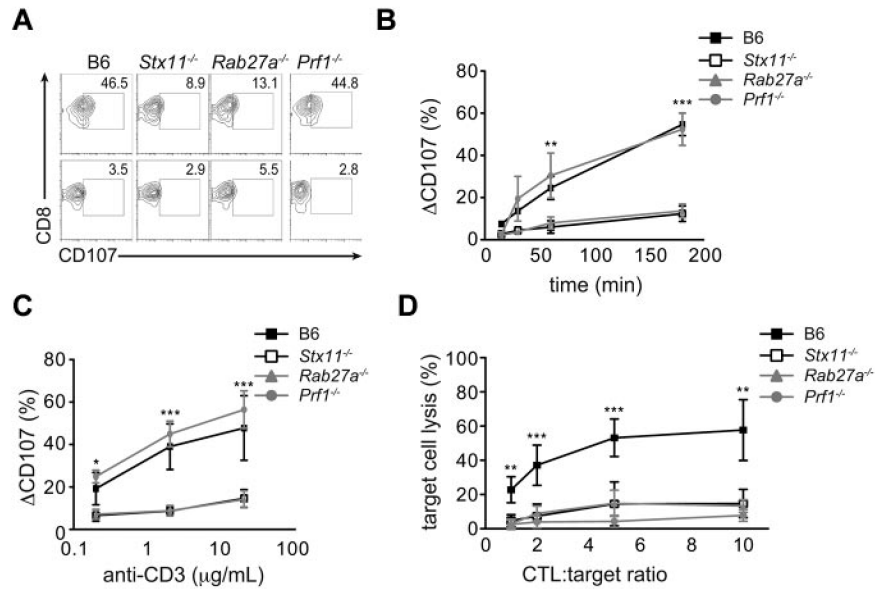 A
B6 Stx11-/- Rab27a-/- Prf1-/-
46.5 8.9 13.1 44.8
3.5 2.9 5.5 2.8
CD8
CD107
B
B6
Stx11-/-
Rab27a-/-
Prf1-/-
ΔCD107 (%)
80
60
40
20
0
** ***
0 50 100 150 200
time (min)
C
B6
Stx11-/-
Rab27a-/-
Prf1-/-
ΔCD107 (%)
80
60
40
20
0
* *** ***
0.1 1 10 100
anti-CD3 (μg/mL)
D
B6
Stx11-/-
Rab27a-/-
Prf1-/-
target cell lysis (%)
100
80
60
40
20
0
** *** *** **
0 2 4 6 8 10
CTL:target ratio